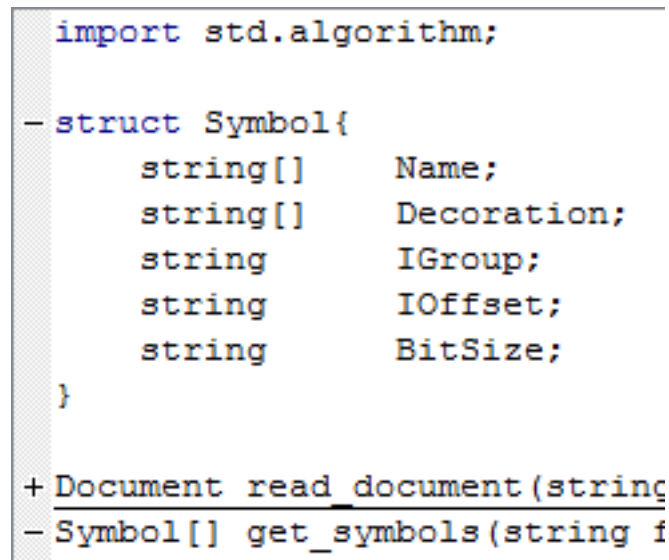 import std.algorithm;
- struct Symbol{
string[] Name;
string[] Decoration;
string IGroup;
string IOffset;
string BitSize;
}
+ Document read_document(string
- Symbol[] get_symbols(string f